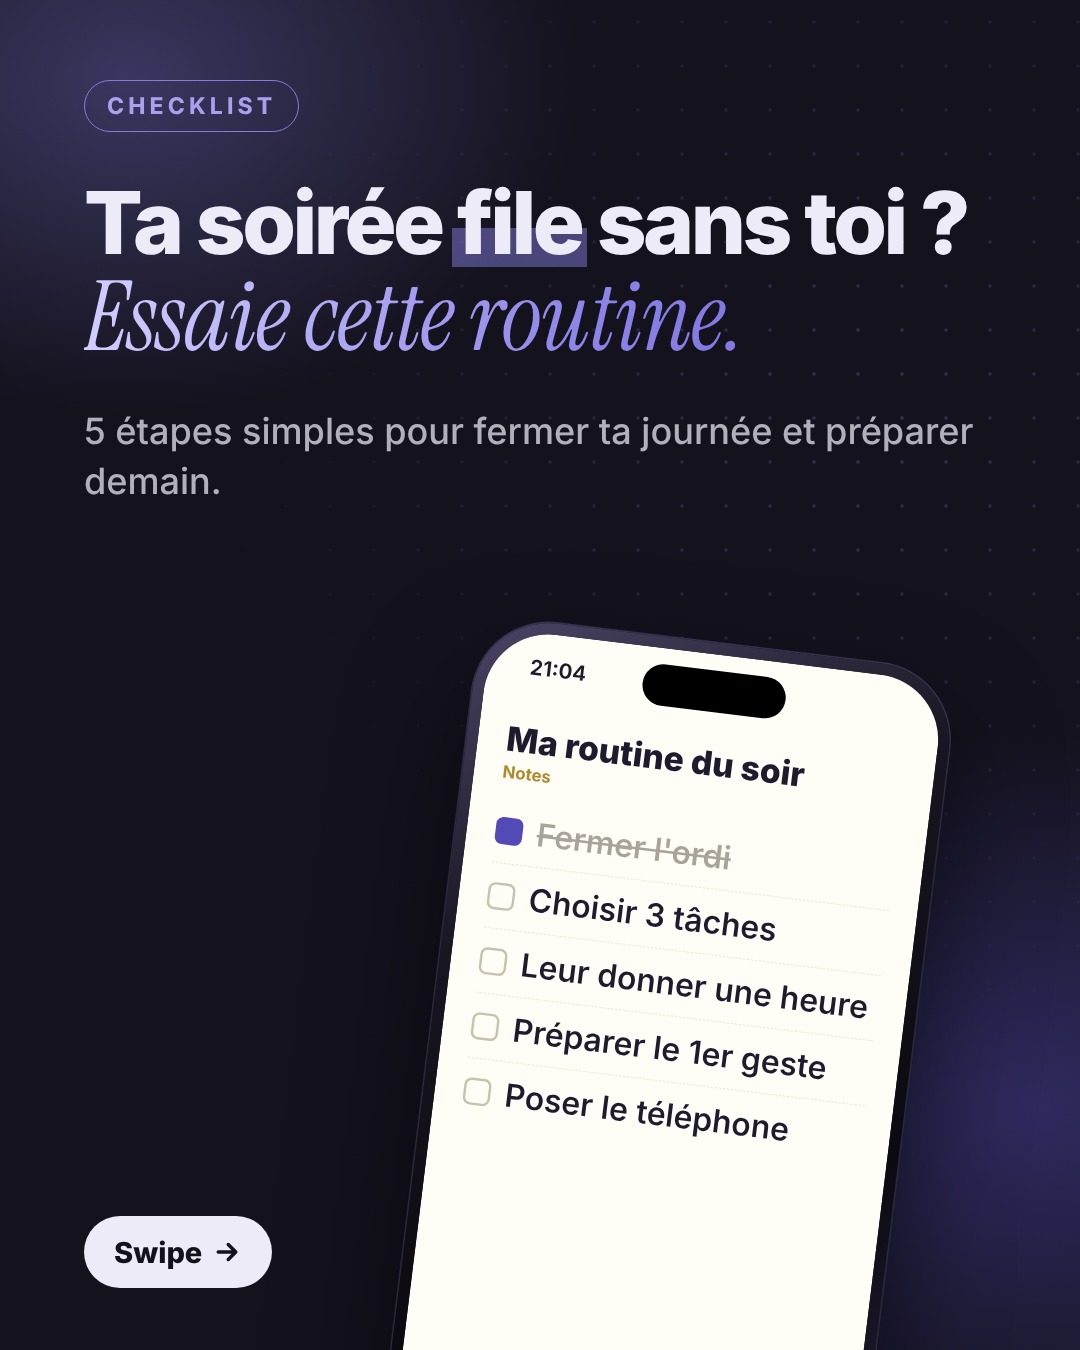 CHECKLIST
Ta soirée file sans toi ?
Essaie cette routine.
5 étapes simples pour fermer ta journée et préparer
demain.
21:04
Ma routine du soir
Notes
Fermer l'ordi
Choisir 3 tâches
Leur donner une heure
Préparer le 1er geste
Poser le téléphone
Swipe →